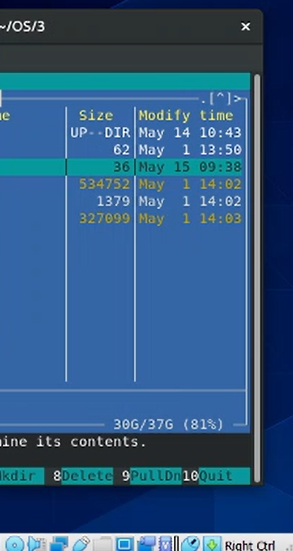 ~/OS/3 ×
.[^]>
e Size Modify time
UP--DIR May 14 10:43
62 May 1 13:50
36 May 15 09:38
534752 May 1 14:02
1379 May 1 14:02
327099 May 1 14:03
30G/37G (81%)
ine its contents.
kdir 8Delete 9PullDn10Quit
Right Ctrl